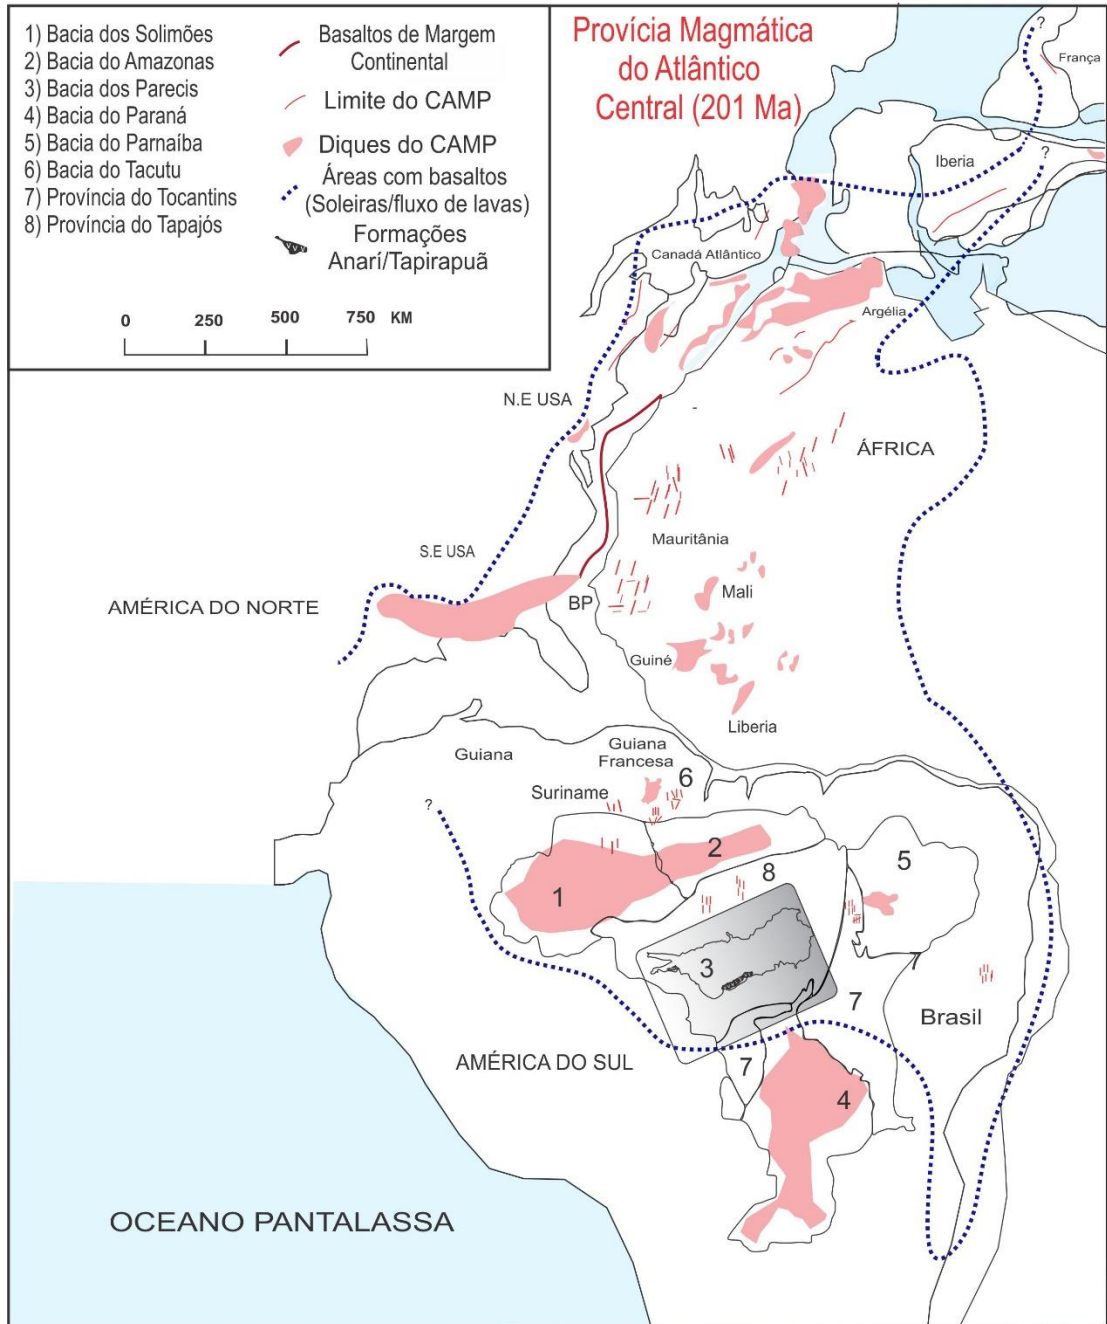 1) Bacia dos Solimões
2) Bacia do Amazonas
3) Bacia dos Parecis
4) Bacia do Paraná
5) Bacia do Parnaíba
6) Bacia do Tacutu
7) Província do Tocantins
8) Província do Tapajós
Basaltos de Margem
Continental
Limite do CAMP
Diques do CAMP
Áreas com basaltos
(Soleiras/fluxo de lavas)
Formações
Anarí/Tapirapuã
0 250 500 750 KM
Provícia Magmática
do Atlântico
Central (201 Ma)
?
França
Iberia
?
Canadá Atlântico
Argélia
N.E USA
ÁFRICA
Mauritânia
S.E USA
AMÉRICA DO NORTE
BP
Mali
Guiné
Liberia
Guiana
Guiana
Francesa
6
Suriname
?
2
5
8
1
3
7
Brasil
AMÉRICA DO SUL
7
4
OCEANO PANTALASSA